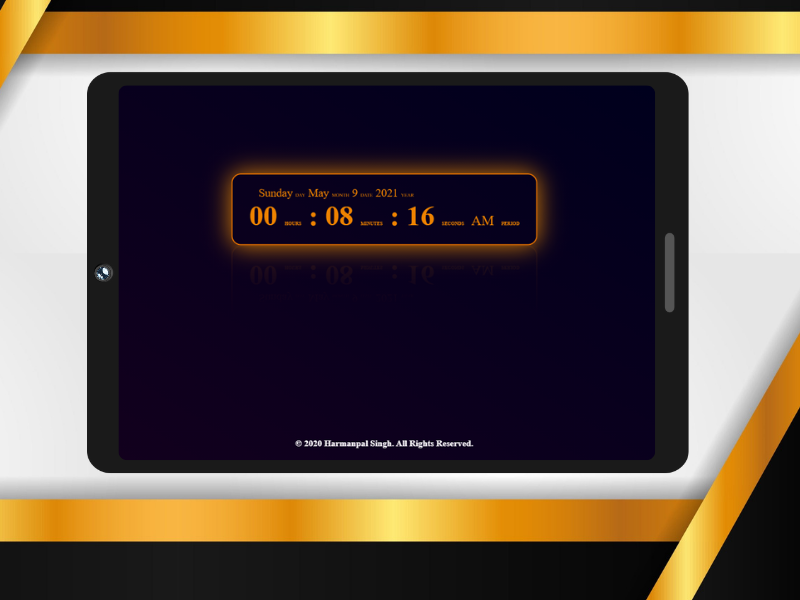 Sunday DAY May MONTH 9 DATE 2021 YEAR
00 HOURS : 08 MINUTES : 16 SECONDS AM PERIOD
© 2020 Harmanpal Singh. All Rights Reserved.